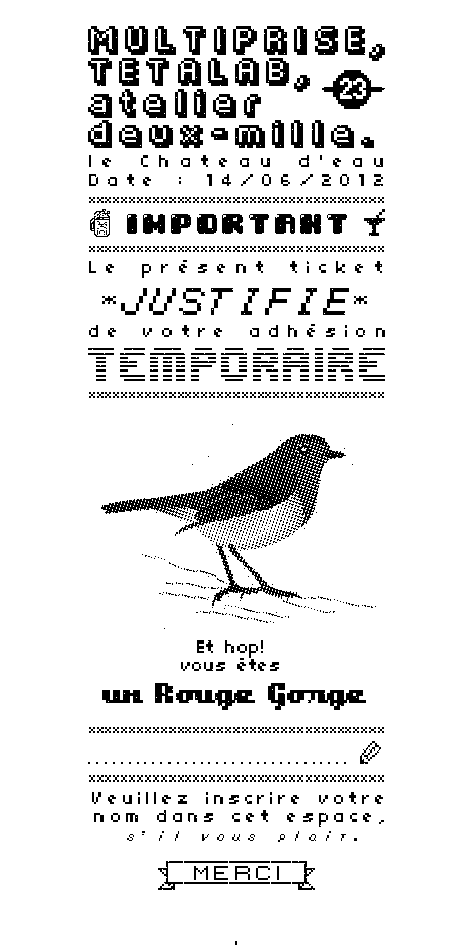 MULTIPRISE,
TETALAB,
23
atelier
deux-mille.
le Chateau d'eau
Date : 14/06/2012
IMPORTANT
Le présent ticket
*JUSTIFIE*
de votre adhésion
TEMPORAIRE
Et hop!
vous êtes
un Rouge Gorge
Veuillez inscrire votre
nom dans cet espace,
s'il vous plait.
MERCI